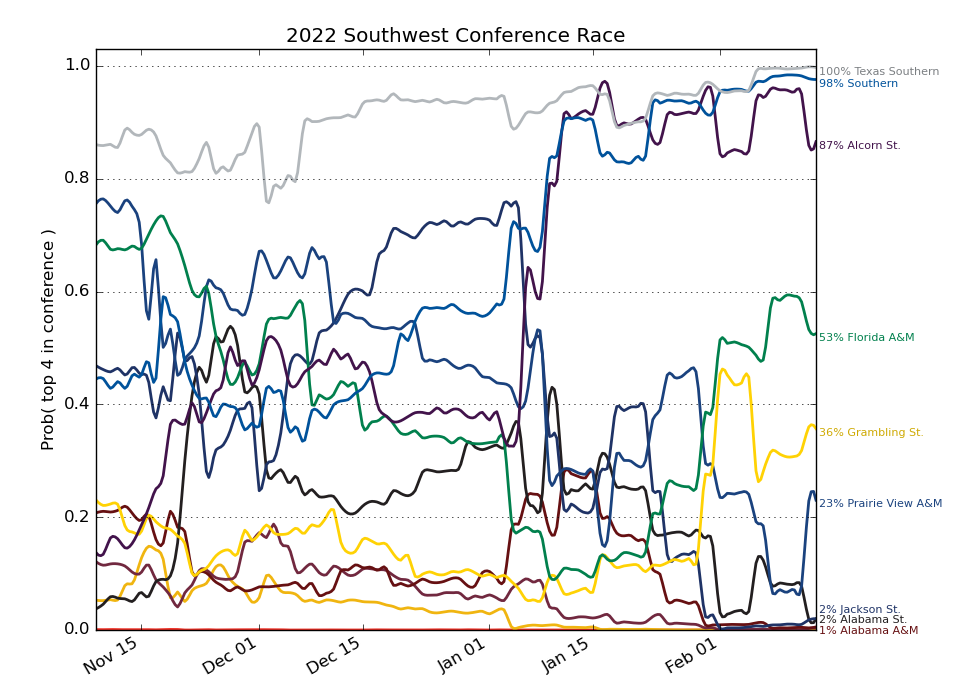 2022 Southwest Conference Race
Prob( top 4 in conference )
1.0
0.8
0.6
0.4
0.2
0.0
Nov 15
Dec 01
Dec 15
Jan 01
Jan 15
Feb 01
100% Texas Southern
98% Southern
87% Alcorn St.
53% Florida A&M
36% Grambling St.
23% Prairie View A&M
2% Jackson St.
2% Alabama St.
1% Alabama A&M